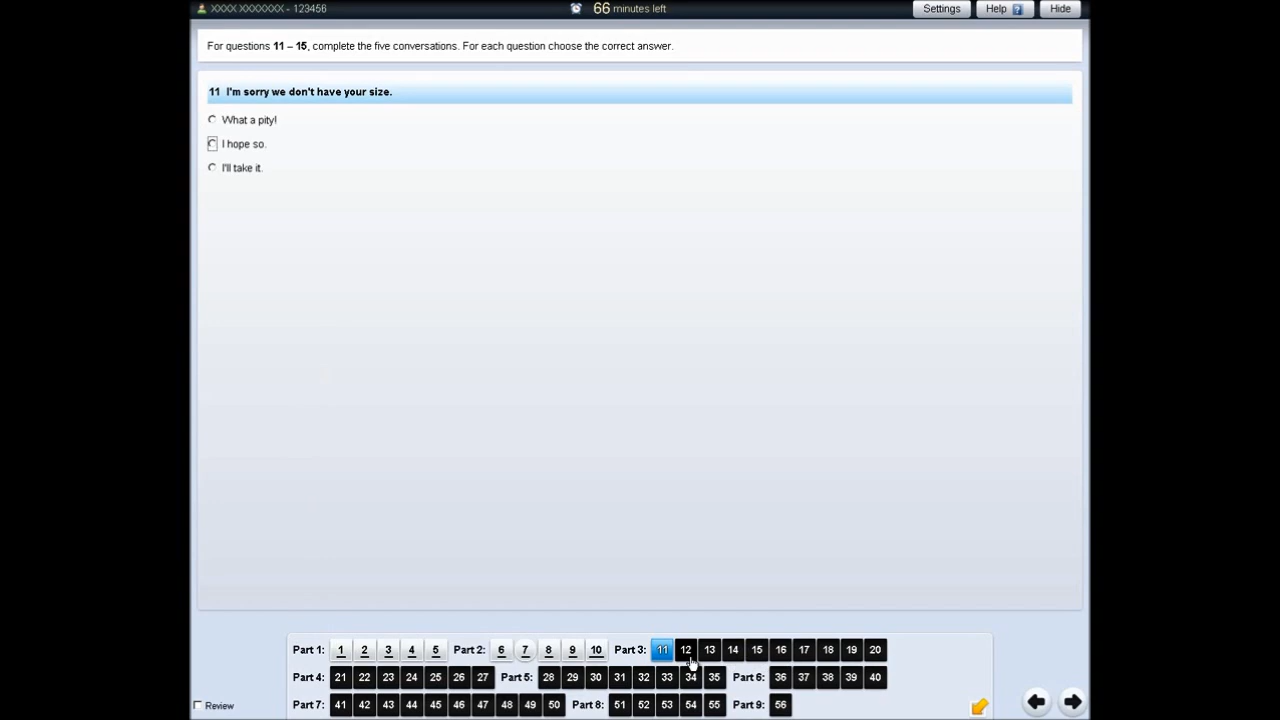 XXXX XXXXXXX - 123456
66 minutes left
Settings
Help ?
Hide
For questions 11 – 15, complete the five conversations. For each question choose the correct answer.
11 I'm sorry we don't have your size.
What a pity!
I hope so.
I'll take it.
Part 1: 1 2 3 4 5 Part 2: 6 7 8 9 10 Part 3: 11 12 13 14 15 16 17 18 19 20
Part 4: 21 22 23 24 25 26 27 Part 5: 28 29 30 31 32 33 34 35 Part 6: 36 37 38 39 40
Part 7: 41 42 43 44 45 46 47 48 49 50 Part 8: 51 52 53 54 55 Part 9: 56
Review